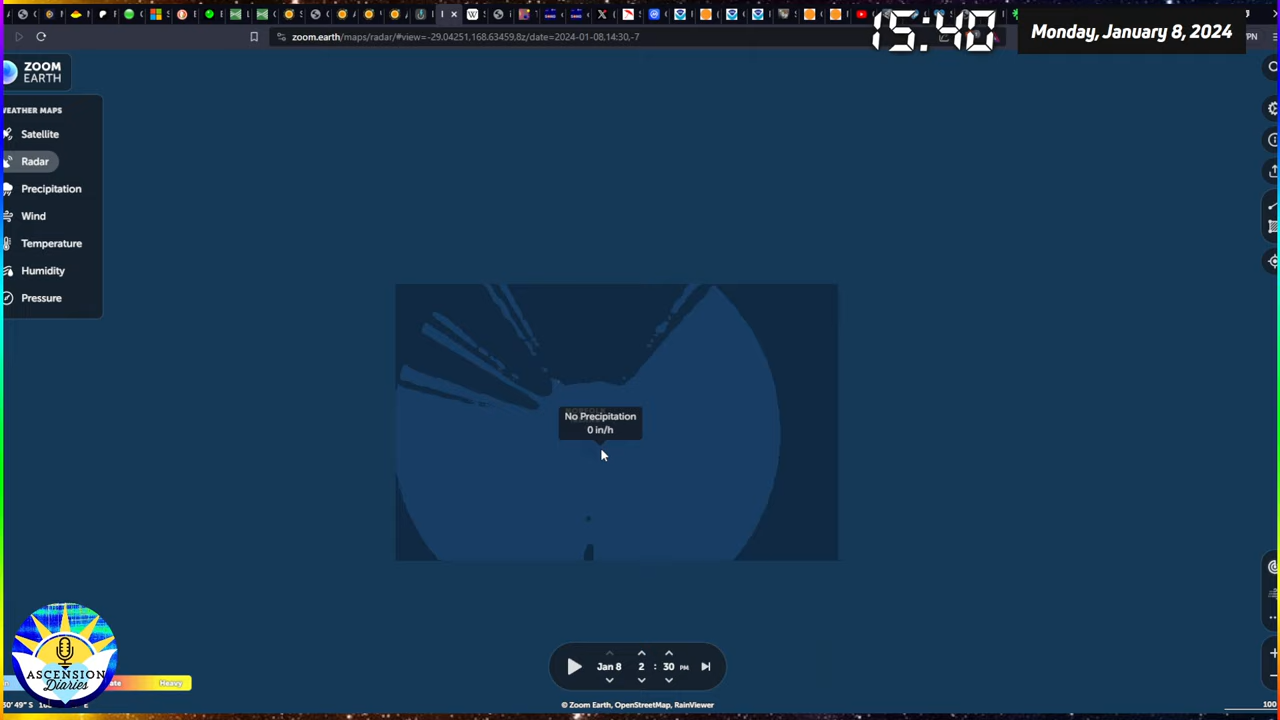 15:40
Monday, January 8, 2024
zoom.earth/maps/radar/#view=-29.04251,168.63459.8z/date=2024-01-08,14:30,-7
VPN
ZOOM
EARTH
WEATHER MAPS
Satellite
Radar
Precipitation
Wind
Temperature
Humidity
Pressure
No Precipitation
0 in/h
Jan 8 2 : 30 PM
ASCENSION
Diaries
Heavy
© Zoom Earth, OpenStreetMap, RainViewer
100